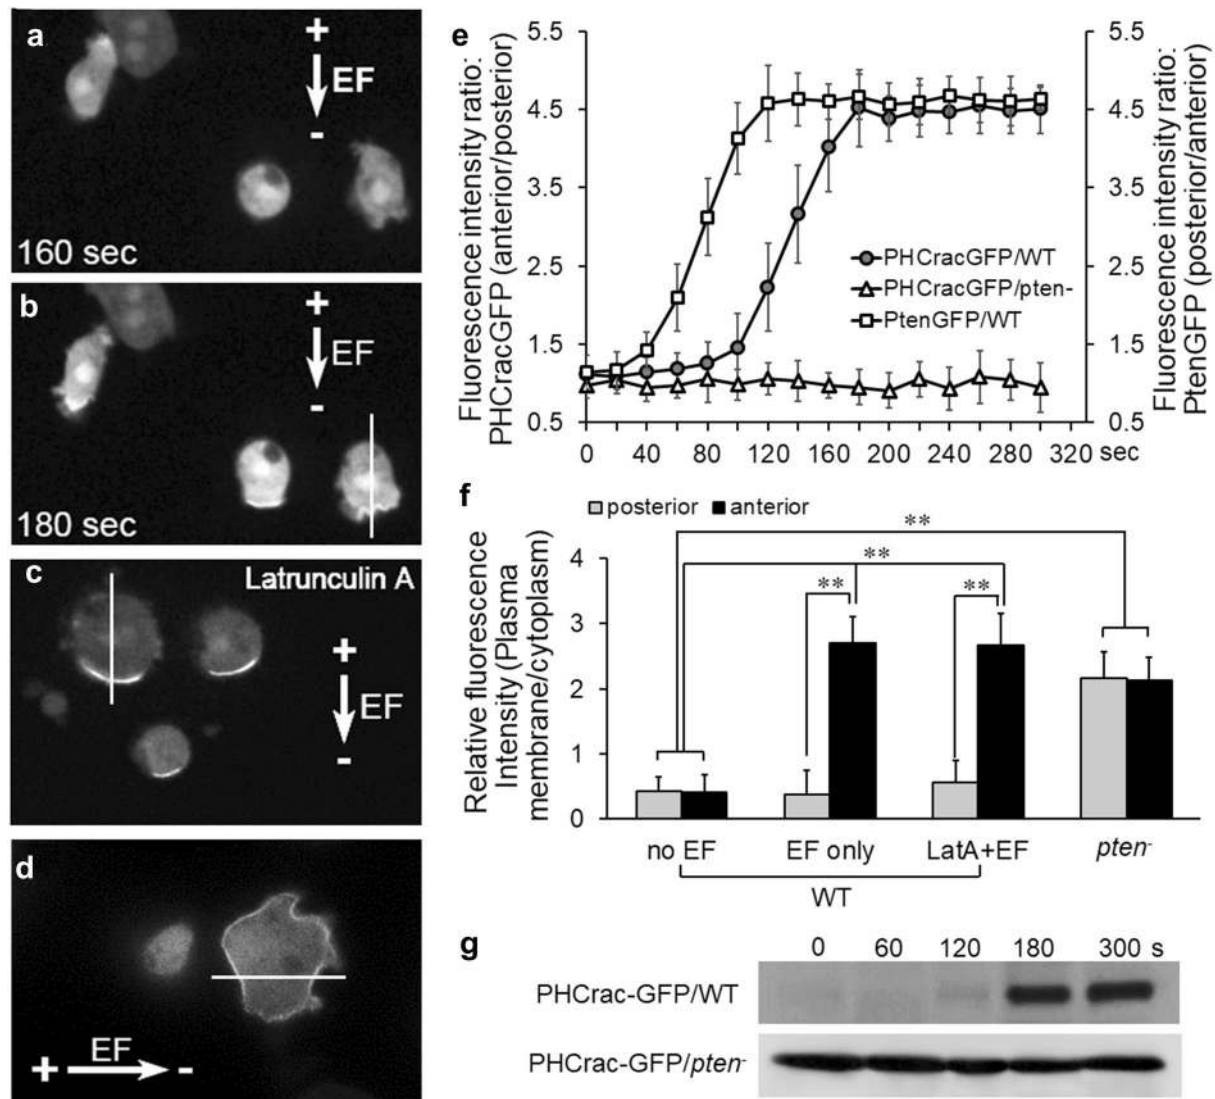 a
+
EF
-
160 sec
b
+
EF
-
180 sec
c
Latrunculin A
+
EF
-
d
EF
+ -
e
Fluorescence intensity ratio:
PHCracGFP (anterior/posterior)
5.5
4.5
3.5
2.5
1.5
0.5
PHCracGFP/WT
PHCracGFP/pten-
PtenGFP/WT
5.5
4.5
3.5
2.5
1.5
0.5
Fluorescence intensity ratio:
PtenGFP (posterior/anterior)
0 40 80 120 160 200 240 280 320 sec
f
posterior anterior
Relative fluorescence
Intensity (Plasma
membrane/cytoplasm)
4
3
2
1
0
**
**
** **
no EF EF only LatA+EF pten-
WT
g
0 60 120 180 300 s
PHCrac-GFP/WT
PHCrac-GFP/pten-